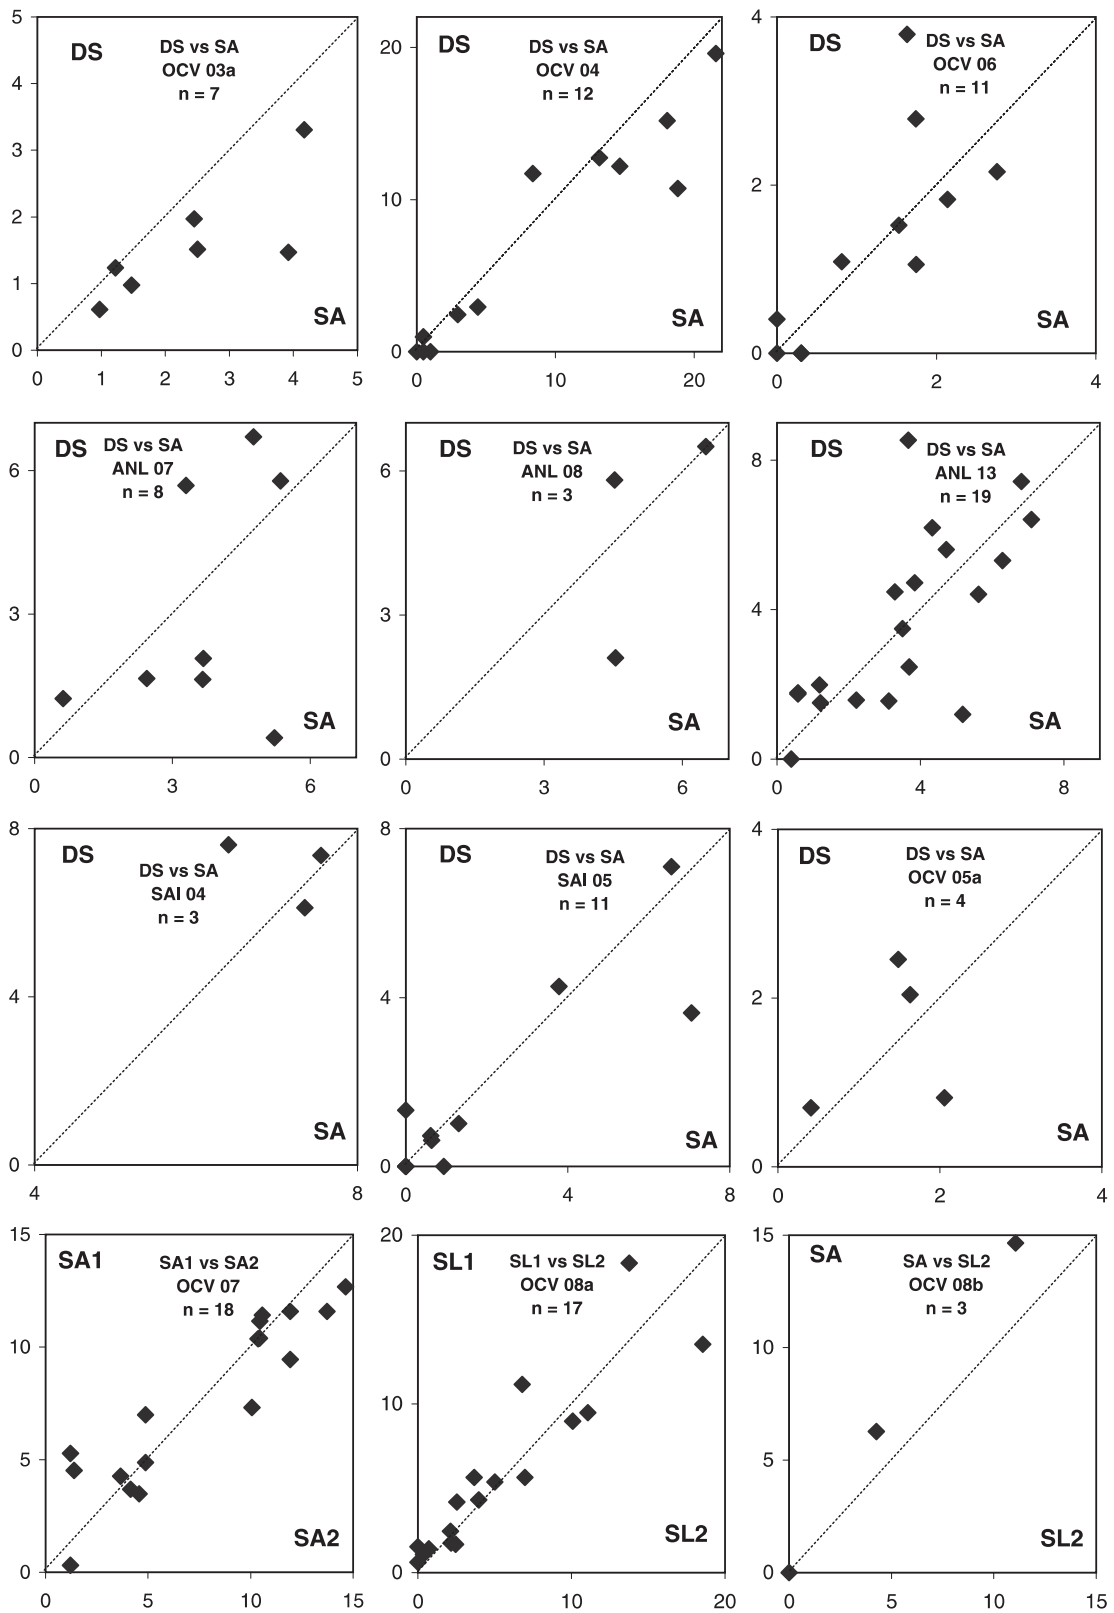 DS
DS vs SA
OCV 03a
n = 7
SA
5
4
3
2
1
0
0 1 2 3 4 5
DS
DS vs SA
OCV 04
n = 12
SA
20
10
0
0 10 20
DS
DS vs SA
OCV 06
n = 11
SA
4
2
0
0 2 4
DS
DS vs SA
ANL 07
n = 8
SA
6
3
0
0 3 6
DS
DS vs SA
ANL 08
n = 3
SA
6
3
0
0 3 6
DS
DS vs SA
ANL 13
n = 19
SA
8
4
0
0 4 8
DS
DS vs SA
SAI 04
n = 3
SA
8
4
0
4 8
DS
DS vs SA
SAI 05
n = 11
SA
8
4
0
0 4 8
DS
DS vs SA
OCV 05a
n = 4
SA
4
2
0
0 2 4
SA1
SA1 vs SA2
OCV 07
n = 18
SA2
15
10
5
0
0 5 10 15
SL1
SL1 vs SL2
OCV 08a
n = 17
SL2
20
10
0
0 10 20
SA
SA vs SL2
OCV 08b
n = 3
SL2
15
10
5
0
0 5 10 15